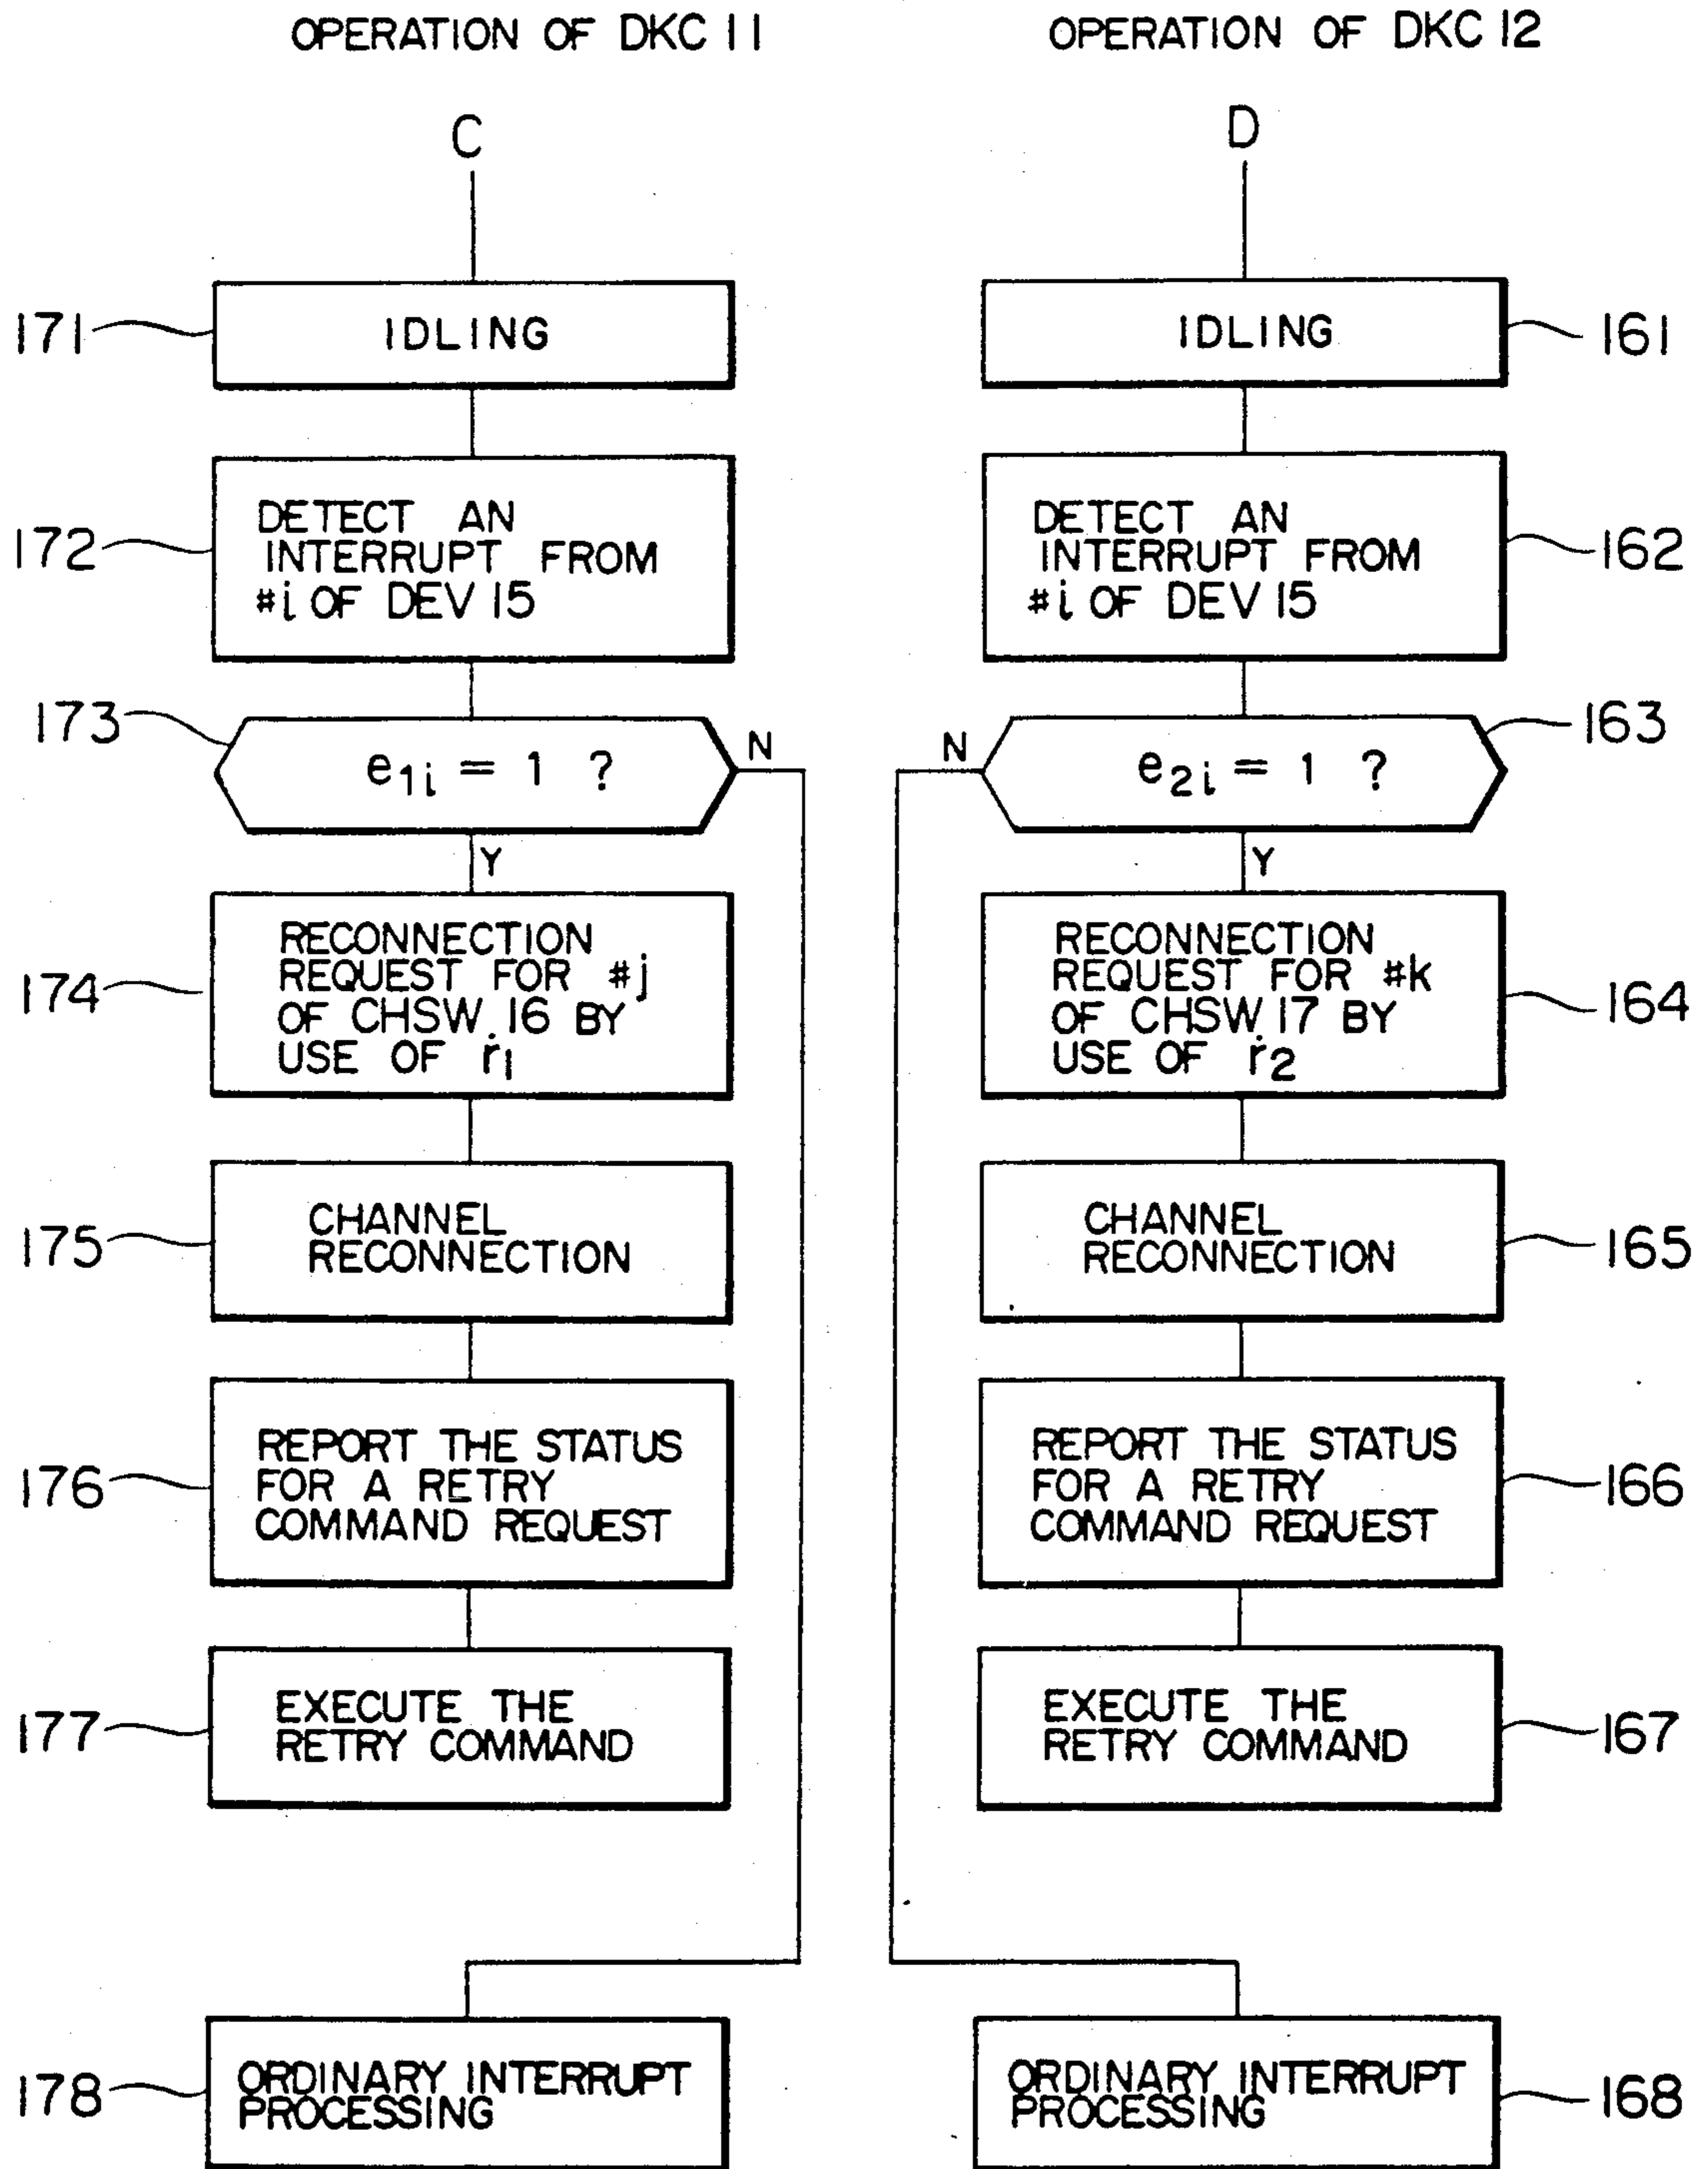 OPERATION OF DKC 11
C
171
IDLING
172
DETECT AN
INTERRUPT FROM
#i OF DEV 15
173
e1i = 1 ?
N
Y
174
RECONNECTION
REQUEST FOR #j
OF CHSW 16 BY
USE OF ṙ1
175
CHANNEL
RECONNECTION
176
REPORT THE STATUS
FOR A RETRY
COMMAND REQUEST
177
EXECUTE THE
RETRY COMMAND
178
ORDINARY INTERRUPT
PROCESSING
OPERATION OF DKC 12
D
IDLING
161
DETECT AN
INTERRUPT FROM
#i OF DEV 15
162
N
e2i = 1 ?
163
Y
RECONNECTION
REQUEST FOR #k
OF CHSW 17 BY
USE OF ṙ2
164
CHANNEL
RECONNECTION
165
REPORT THE STATUS
FOR A RETRY
COMMAND REQUEST
166
EXECUTE THE
RETRY COMMAND
167
ORDINARY INTERRUPT
PROCESSING
168